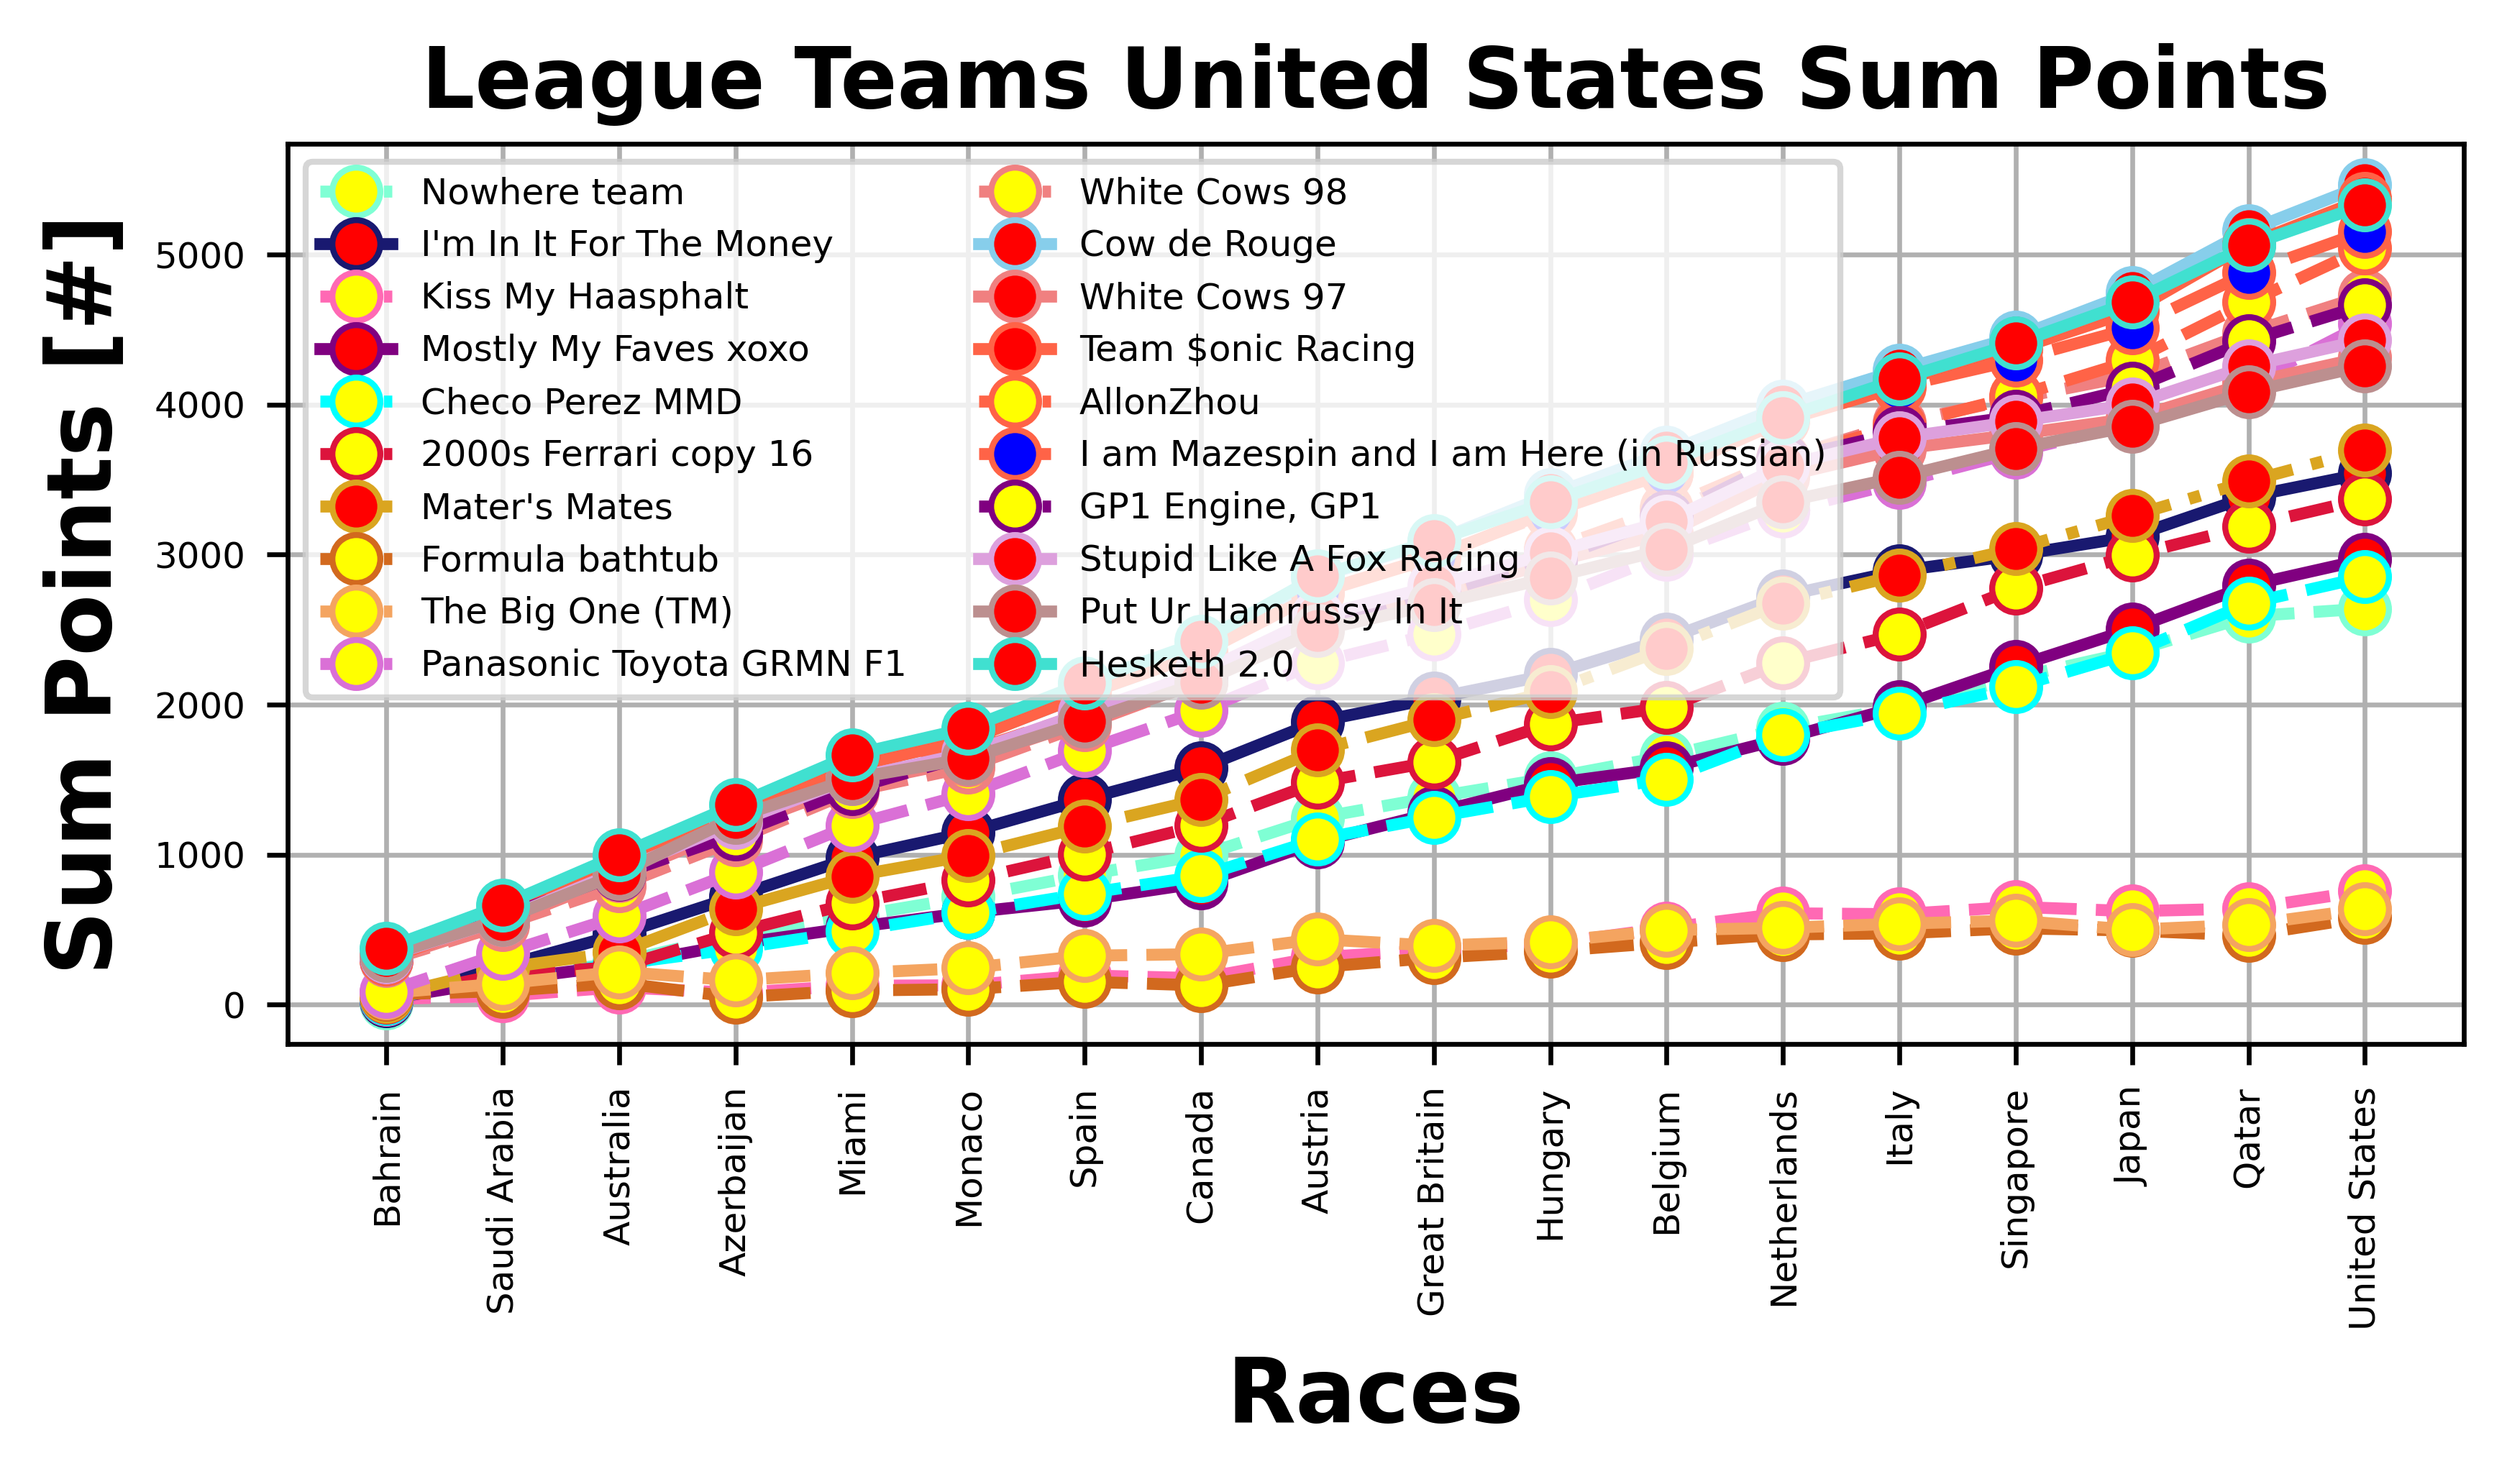 League Teams United States Sum Points
Sum Points [#]
5000
4000
3000
2000
1000
0
Nowhere team
I'm In It For The Money
Kiss My Haasphalt
Mostly My Faves xoxo
Checo Perez MMD
2000s Ferrari copy 16
Mater's Mates
Formula bathtub
The Big One (TM)
Panasonic Toyota GRMN F1
White Cows 98
Cow de Rouge
White Cows 97
Team $onic Racing
AllonZhou
I am Mazespin and I am Here (in Russian)
GP1 Engine, GP1
Stupid Like A Fox Racing
Put Ur Hamrussy In It
Hesketh 2.0
Bahrain
Saudi Arabia
Australia
Azerbaijan
Miami
Monaco
Spain
Canada
Austria
Great Britain
Hungary
Belgium
Netherlands
Italy
Singapore
Japan
Qatar
United States
Races